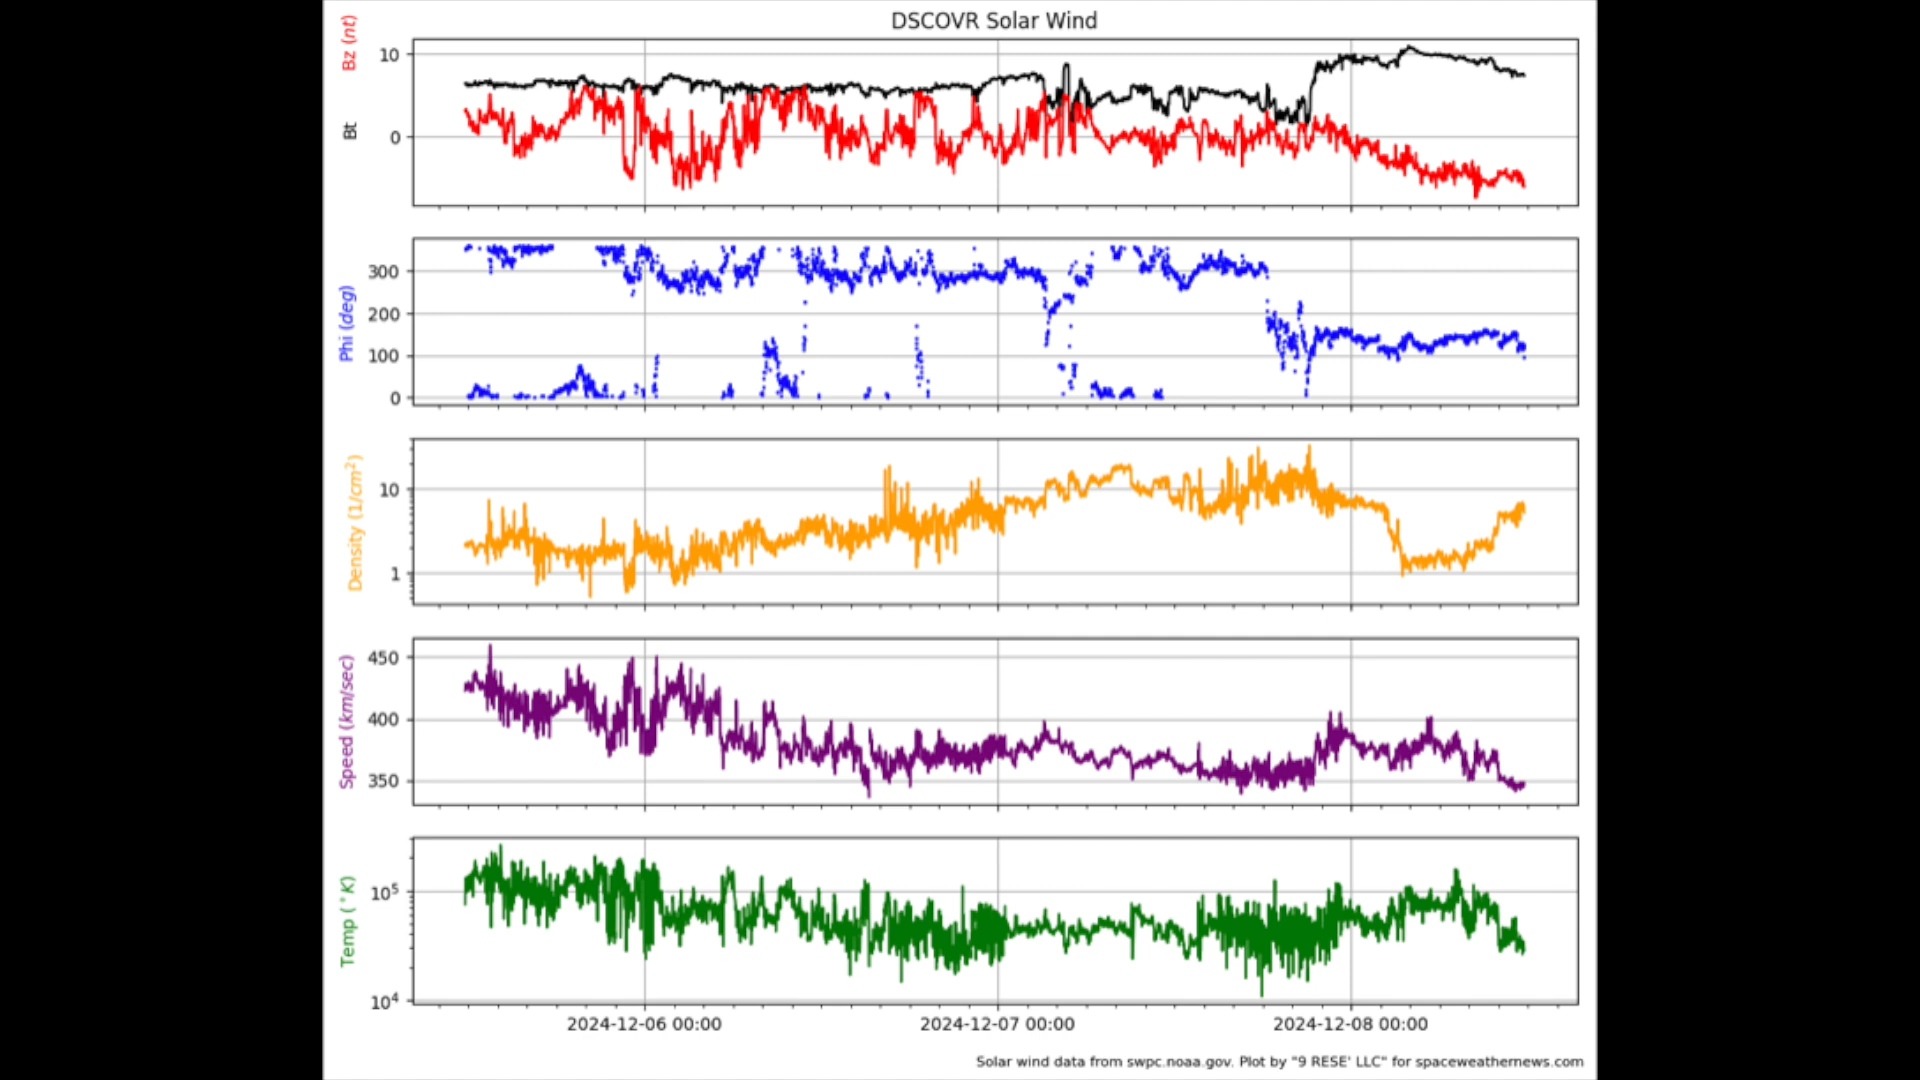 DSCOVR Solar Wind
Bz (nt)
Bt
10
0
Phi (deg)
300
200
100
0
Density (1/cm²)
10
1
Speed (km/sec)
450
400
350
Temp (°K)
10⁵
10⁴
2024-12-06 00:00 2024-12-07 00:00 2024-12-08 00:00
Solar wind data from swpc.noaa.gov. Plot by "9 RESE' LLC" for spaceweathernews.com